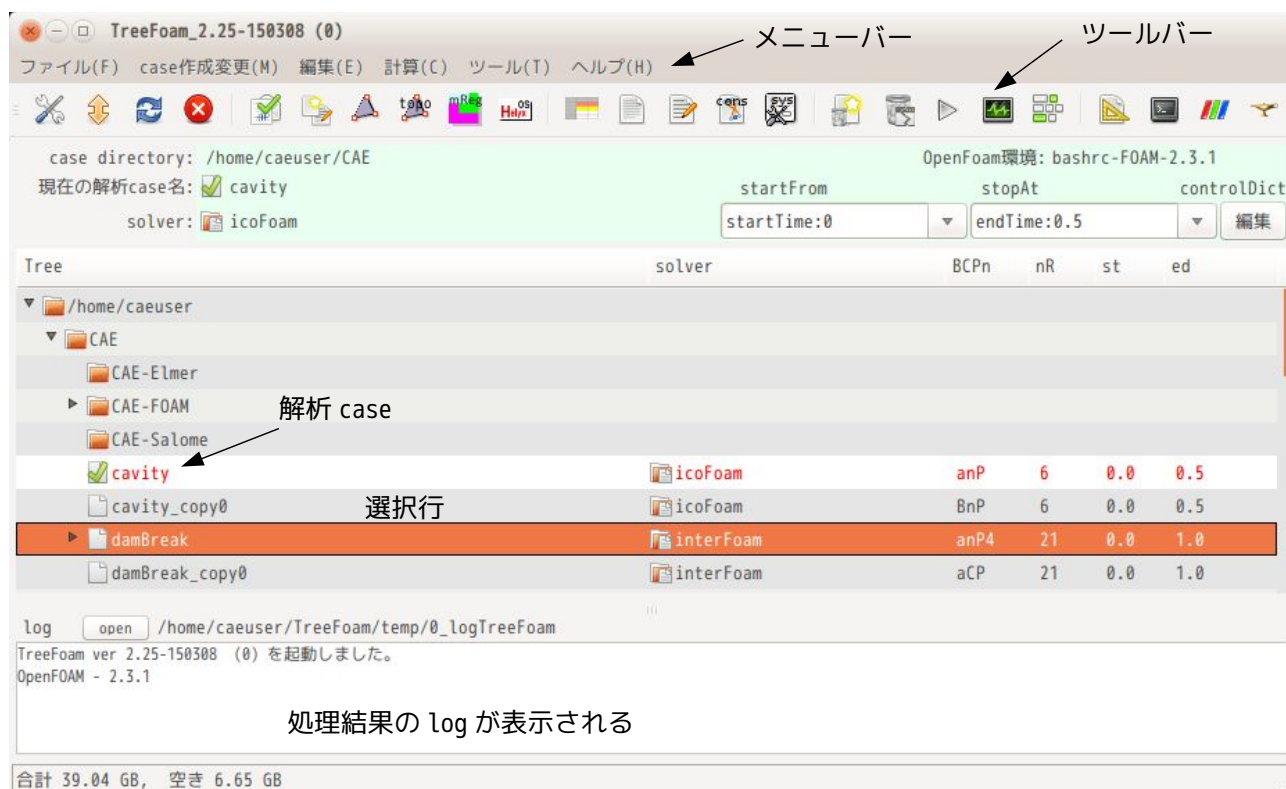 TreeFoam_2.25-150308 (0)
メニューバー
ツールバー
ファイル(F) case作成変更(M) 編集(E) 計算(C) ツール(T) ヘルプ(H)
topo mReg OS Helyx cons sys
case directory: /home/caeuser/CAE OpenFoam環境: bashrc-FOAM-2.3.1
現在の解析case名: cavity startFrom stopAt controlDict
solver: icoFoam startTime:0 endTime:0.5 編集
Tree solver BCPn nR st ed
/home/caeuser
CAE
CAE-Elmer
CAE-FOAM
解析 case
CAE-Salome
cavity icoFoam anP 6 0.0 0.5
cavity_copy0 icoFoam BnP 6 0.0 0.5
選択行
damBreak interFoam anP4 21 0.0 1.0
damBreak_copy0 interFoam aCP 21 0.0 1.0
log open /home/caeuser/TreeFoam/temp/0_logTreeFoam
TreeFoam ver 2.25-150308 (0) を起動しました。
OpenFOAM - 2.3.1
処理結果の log が表示される
合計 39.04 GB, 空き 6.65 GB